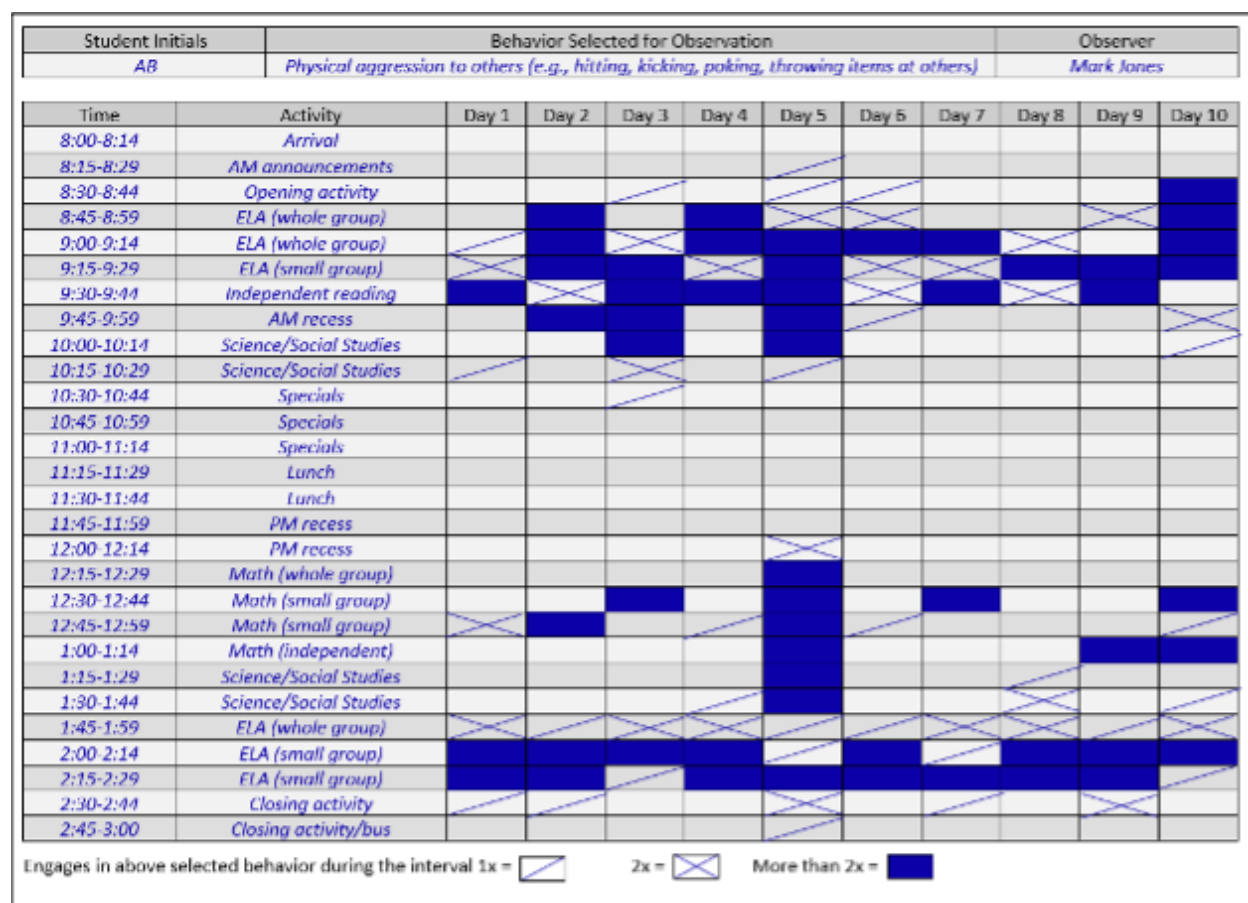 Student Initials Behavior Selected for Observation Observer
AB Physical aggression to others (e.g., hitting, kicking, poking, throwing items at others) Mark Jones
Time Activity Day 1 Day 2 Day 3 Day 4 Day 5 Day 6 Day 7 Day 8 Day 9 Day 10
8:00-8:14 Arrival
8:15-8:29 AM announcements
8:30-8:44 Opening activity
8:45-8:59 ELA (whole group)
9:00-9:14 ELA (whole group)
9:15-9:29 ELA (small group)
9:30-9:44 Independent reading
9:45-9:59 AM recess
10:00-10:14 Science/Social Studies
10:15-10:29 Science/Social Studies
10:30-10:44 Specials
10:45-10:59 Specials
11:00-11:14 Specials
11:15-11:29 Lunch
11:30-11:44 Lunch
11:45-11:59 PM recess
12:00-12:14 PM recess
12:15-12:29 Math (whole group)
12:30-12:44 Math (small group)
12:45-12:59 Math (small group)
1:00-1:14 Math (independent)
1:15-1:29 Science/Social Studies
1:30-1:44 Science/Social Studies
1:45-1:59 ELA (whole group)
2:00-2:14 ELA (small group)
2:15-2:29 ELA (small group)
2:30-2:44 Closing activity
2:45-3:00 Closing activity/bus
Engages in above selected behavior during the interval 1x = 2x = More than 2x =